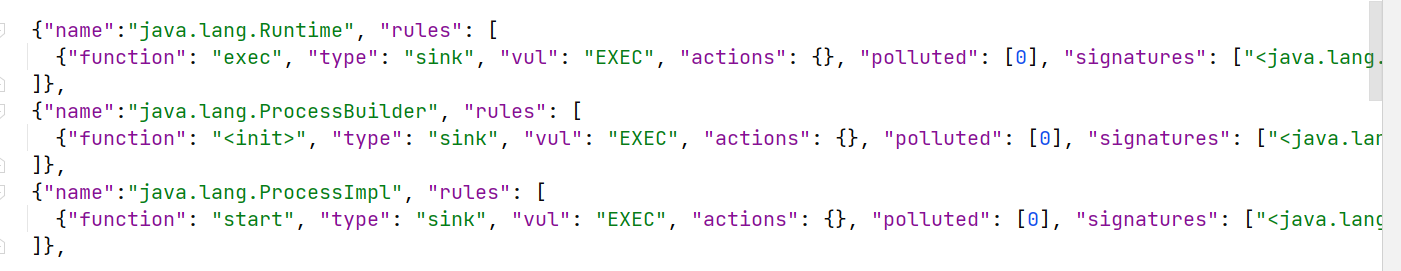 {"name":"java.lang.Runtime", "rules": [
{"function": "exec", "type": "sink", "vul": "EXEC", "actions": {}, "polluted": [0], "signatures": ["<java.lang.
]},
{"name":"java.lang.ProcessBuilder", "rules": [
{"function": "<init>", "type": "sink", "vul": "EXEC", "actions": {}, "polluted": [0], "signatures": ["<java.lan
]},
{"name":"java.lang.ProcessImpl", "rules": [
{"function": "start", "type": "sink", "vul": "EXEC", "actions": {}, "polluted": [0], "signatures": ["<java.lang
]},